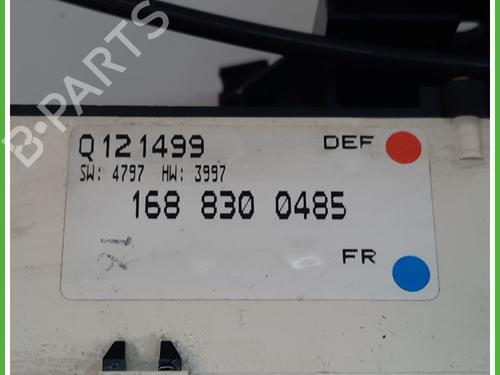 B-PARTS
Q121499
DEF
SW: 4797 HW: 3997
168 830 0485
FR